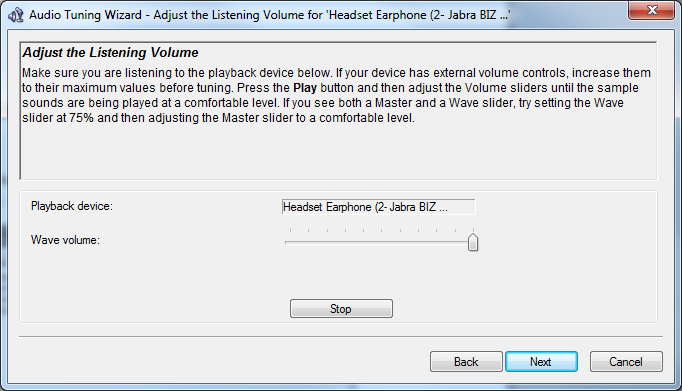 Audio Tuning Wizard - Adjust the Listening Volume for 'Headset Earphone (2- Jabra BIZ ...'
Adjust the Listening Volume
Make sure you are listening to the playback device below. If your device has external volume controls, increase them
to their maximum values before tuning. Press the Play button and then adjust the Volume sliders until the sample
sounds are being played at a comfortable level. If you see both a Master and a Wave slider, try setting the Wave
slider at 75% and then adjusting the Master slider to a comfortable level.
Playback device: Headset Earphone (2- Jabra BIZ ...
Wave volume:
Stop
Back Next Cancel